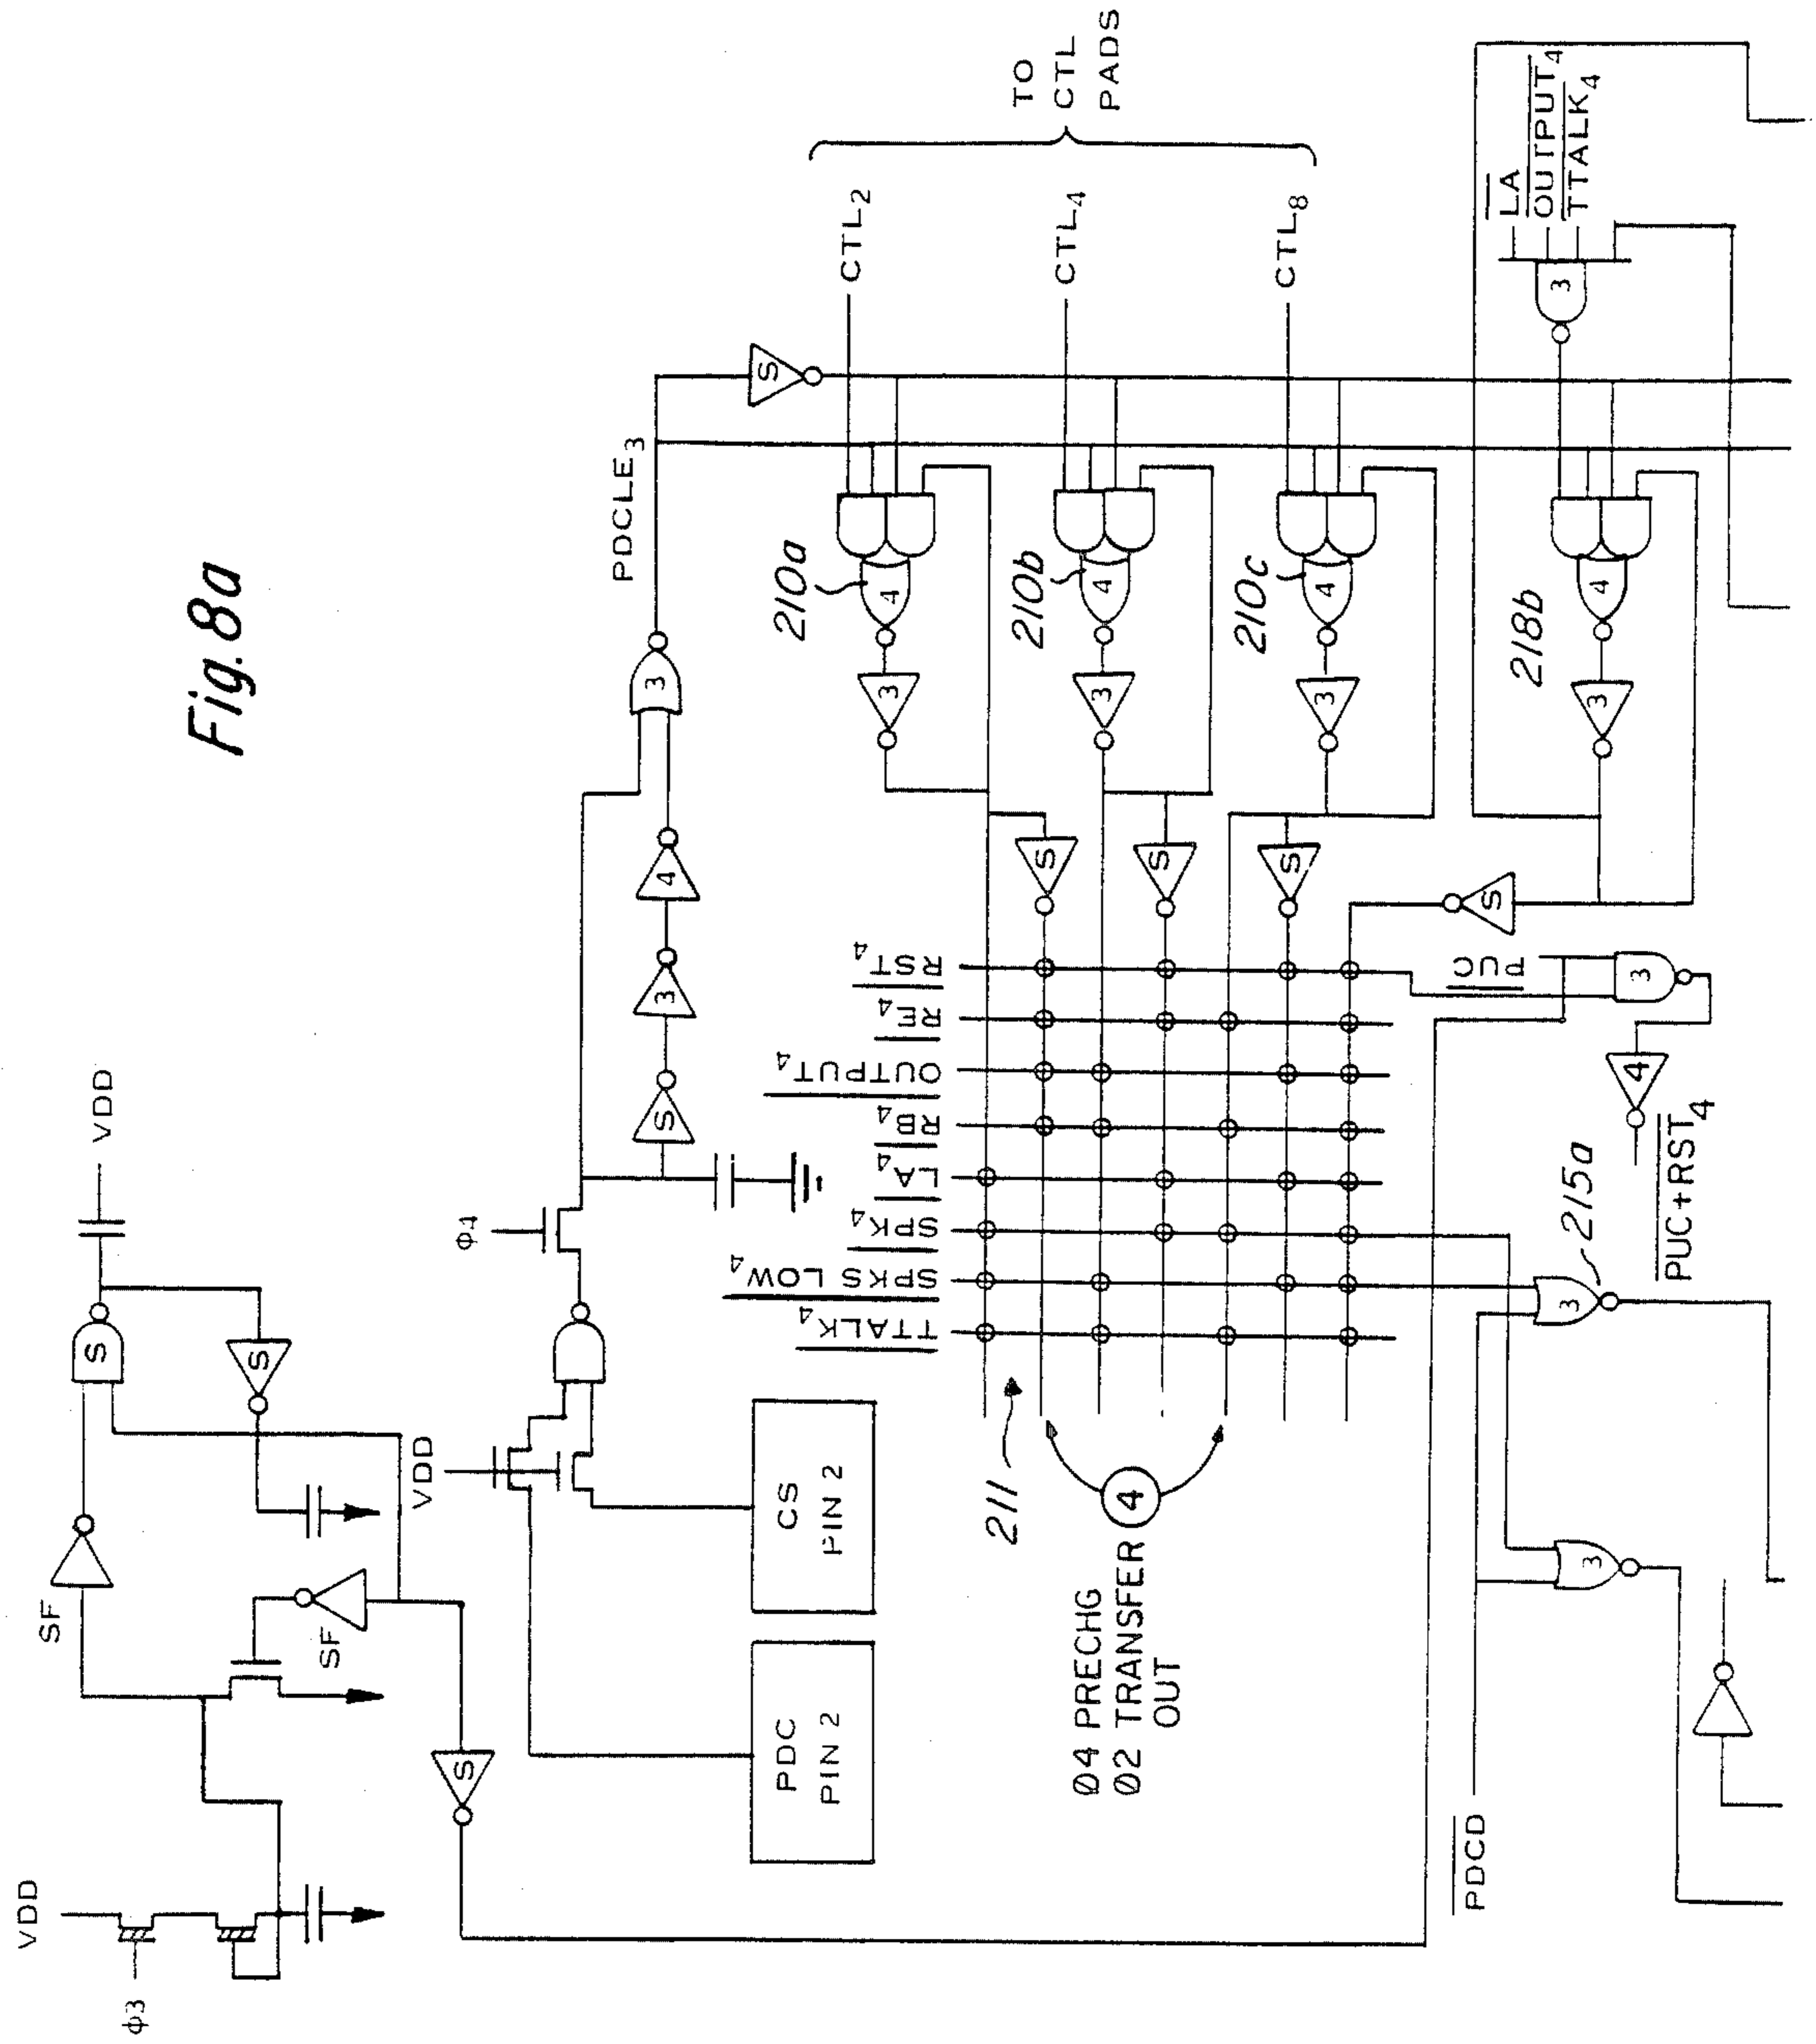 Fig. 8a
VDD
Φ3
SF
SF
S
S
S
VDD
VDD
Φ4
PDC
PIN 2
CS
PIN 2
S
3
4
3
PDCLE3
S
TO
CTL
PADS
CTL2
CTL4
CTL8
210a
4
3
210b
4
3
210c
4
3
218b
4
3
LA
OUTPUT4
TTALK4
3
S
S
S
S
RST4
RE4
OUTPUT4
RB4
LA4
SPK4
SPKS LOW4
TTALK4
211
4
Ø4 PRECHG
Ø2 TRANSFER
OUT
PUC
3
4
PUC+RST4
215a
3
3
PDCD